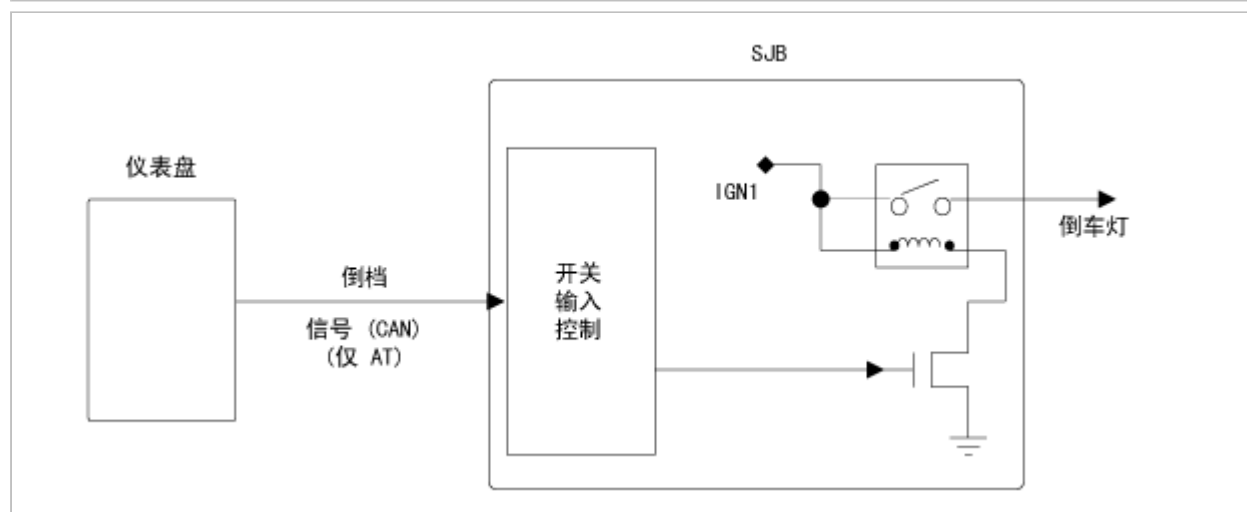 SJB
仪表盘
IGN1
倒车灯
倒档
信号 (CAN)
(仅 AT)
开关
输入
控制